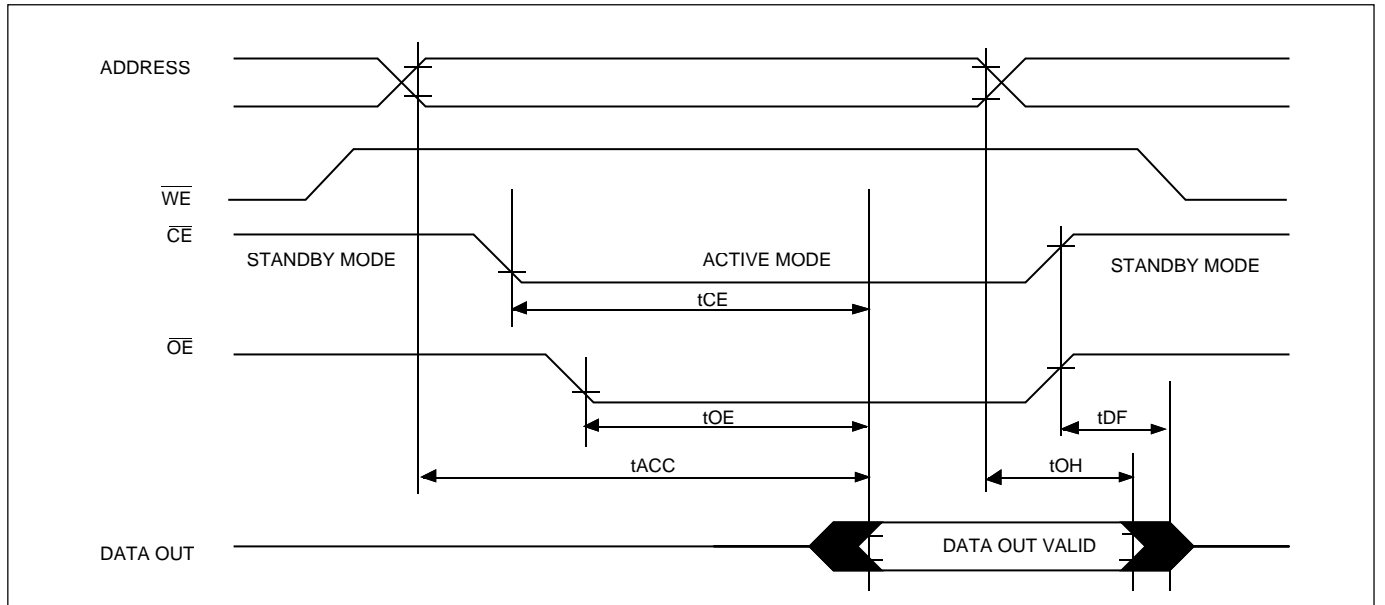 ADDRESS
WE
CE
STANDBY MODE
ACTIVE MODE
STANDBY MODE
tCE
OE
tOE
tDF
tACC
tOH
DATA OUT
DATA OUT VALID